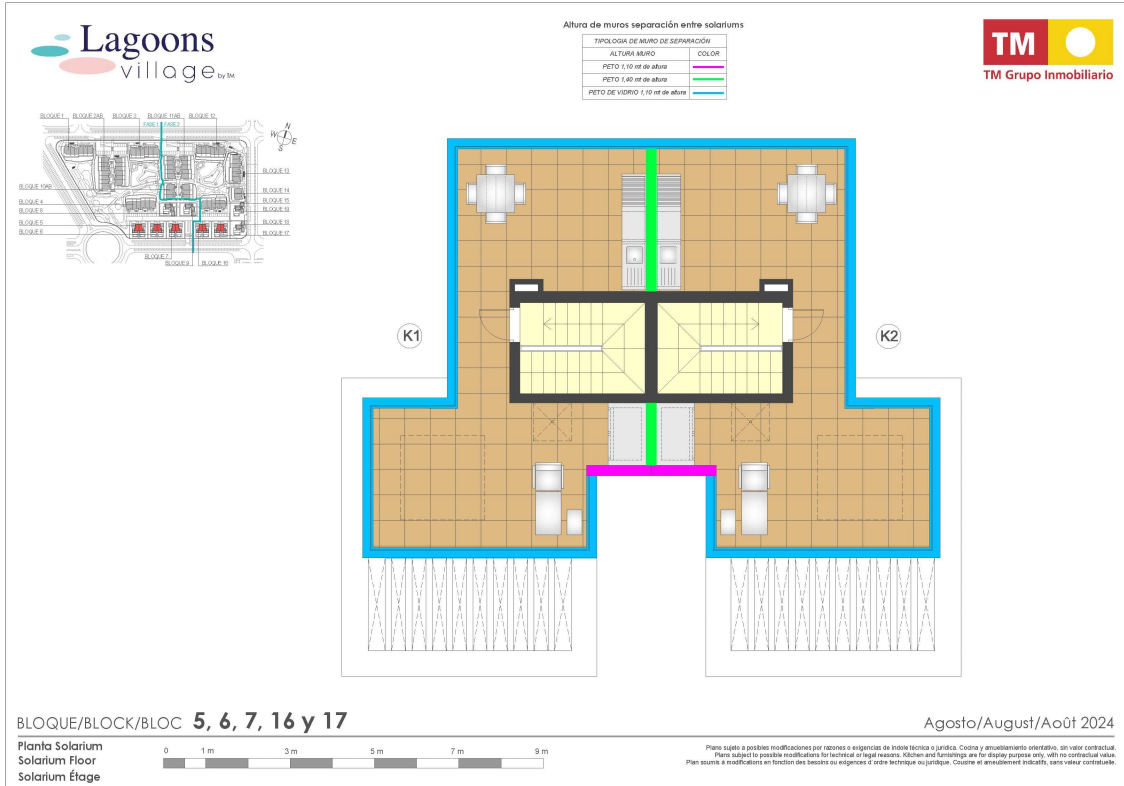 Lagoons
village by TM
Altura de muros separación entre solariums
TIPOLOGIA DE MURO DE SEPARACIÓN
ALTURA MURO COLOR
PETO 1,10 mt de altura
PETO 1,40 mt de altura
PETO DE VIDRIO 1,10 mt de altura
TM
TM Grupo Inmobiliario
BLOQUE 1 BLOQUE 2AB BLOQUE 3 BLOQUE 11AB BLOQUE 12
FASE 1 FASE 2
N
W E
S
BLOQUE 13
BLOQUE 10AB
BLOQUE 14
BLOQUE 4
BLOQUE 15
BLOQUE 8
BLOQUE 5
BLOQUE 6
BLOQUE 17
BLOQUE 7
BLOQUE 9
K1
K2
BLOQUE/BLOCK/BLOC 5, 6, 7, 16 y 17
Agosto/August/Août 2024
Planta Solarium
Solarium Floor
Solarium Étage
0 1 m 3 m 5 m 7 m 9 m
Plano sujeto a posibles modificaciones por razones o exigencias de índole técnica o jurídica. Cocina y amueblamiento orientativo, sin valor contractual.
Plans subject to possible modifications for technical or legal reasons. Kitchen and furnishings are for display purpose only, with no contractual value.
Plan soumis à modifications en fonction des besoins ou exigences d'ordre technique ou juridique. Cousine et ameublement indicatifs, sans valeur contractuelle.